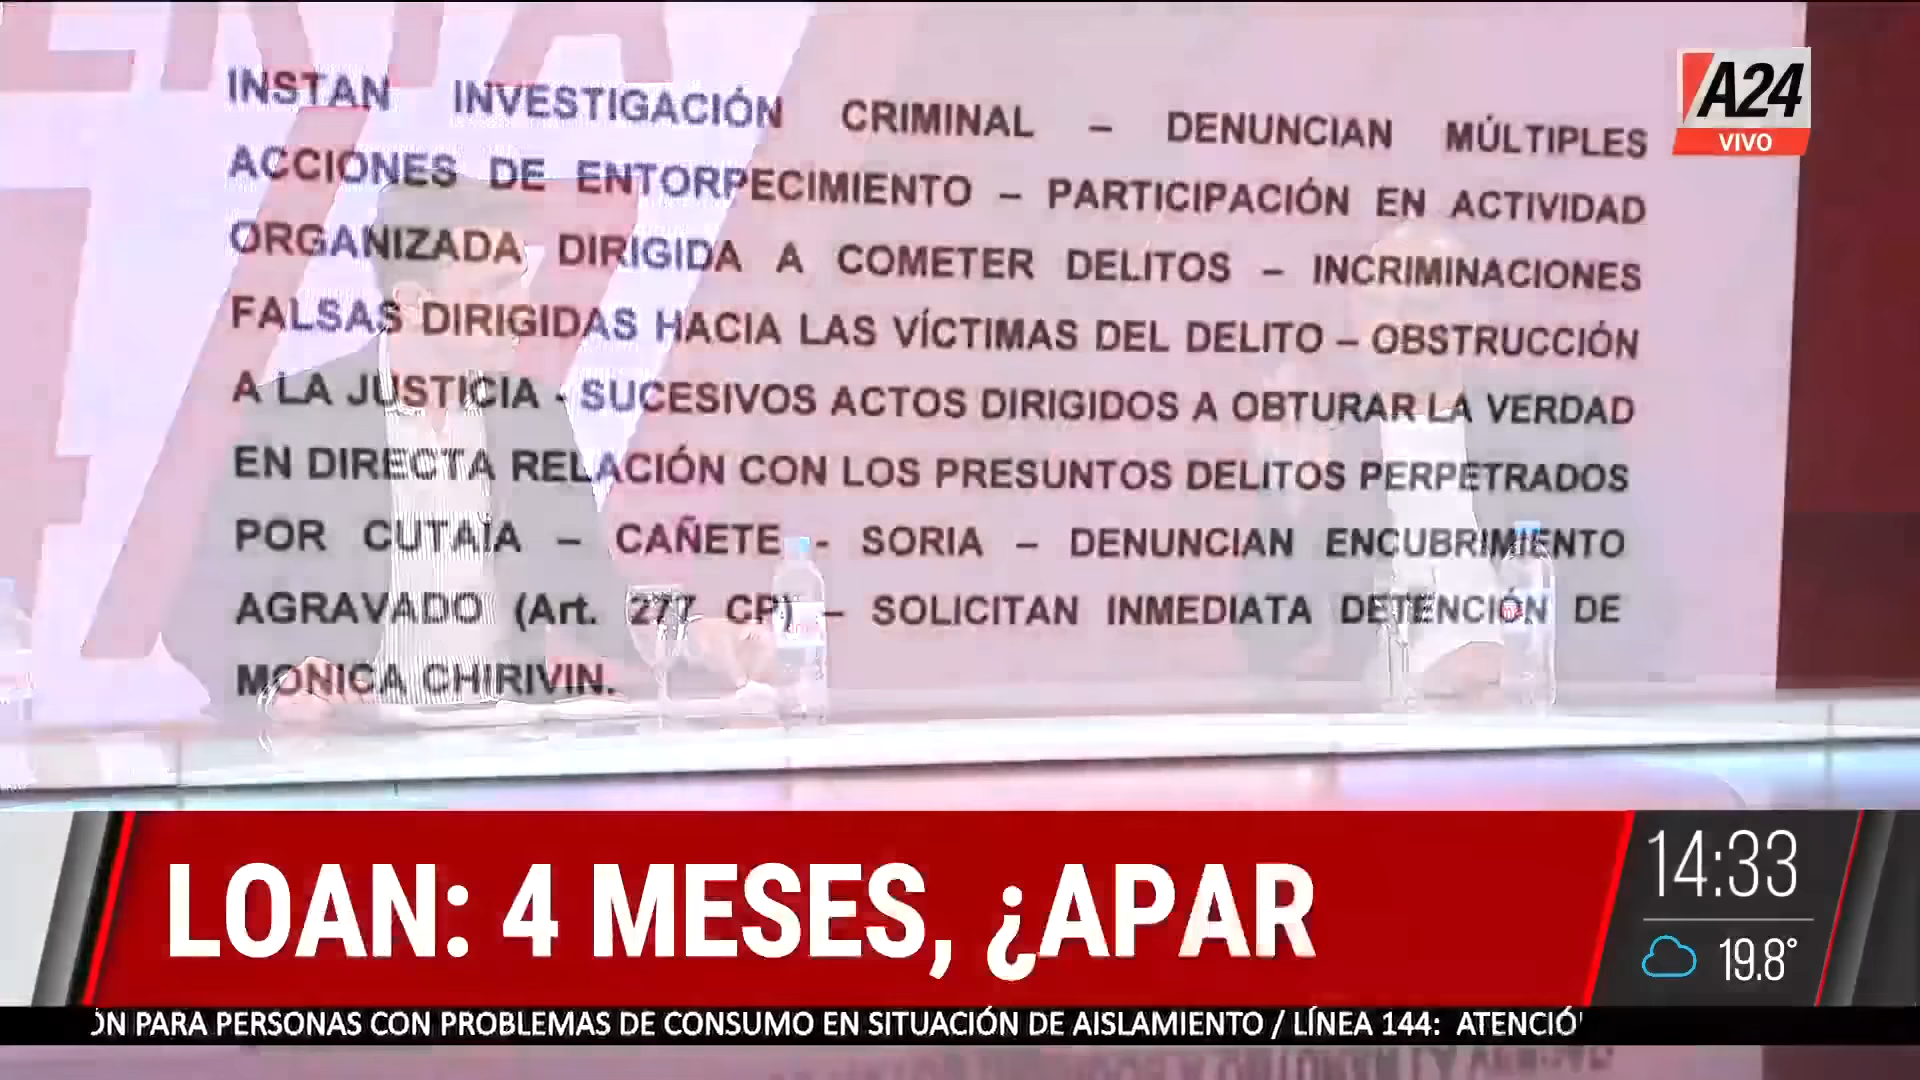 INSTAN INVESTIGACIÓN CRIMINAL – DENUNCIAN MÚLTIPLES
ACCIONES DE ENTORPECIMIENTO – PARTICIPACIÓN EN ACTIVIDAD
ORGANIZADA DIRIGIDA A COMETER DELITOS – INCRIMINACIONES
FALSAS DIRIGIDAS HACIA LAS VÍCTIMAS DEL DELITO – OBSTRUCCIÓN
A LA JUSTICIA - SUCESIVOS ACTOS DIRIGIDOS A OBTURAR LA VERDAD
EN DIRECTA RELACIÓN CON LOS PRESUNTOS DELITOS PERPETRADOS
POR CUTAIA – CAÑETE - SORIA – DENUNCIAN ENCUBRIMIENTO
AGRAVADO (Art. 277 CP) – SOLICITAN INMEDIATA DETENCIÓN DE
MONICA CHIRIVIN.
A24
VIVO
LOAN: 4 MESES, ¿APAR
14:33
19.8°
ÓN PARA PERSONAS CON PROBLEMAS DE CONSUMO EN SITUACIÓN DE AISLAMIENTO / LÍNEA 144: ATENCIÓ